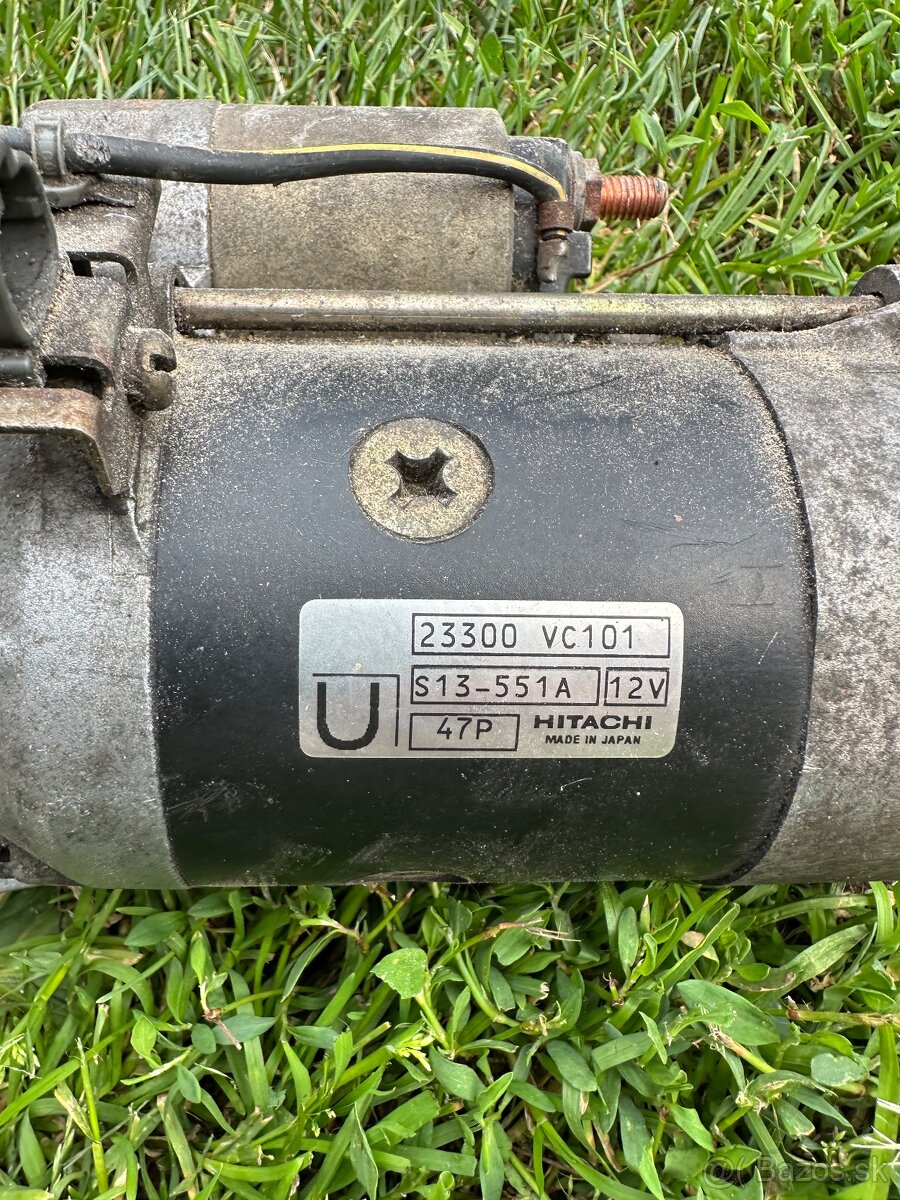 23300 VC101
S13-551A 12V
U 47P HITACHI
MADE IN JAPAN
@ Bazos.sk